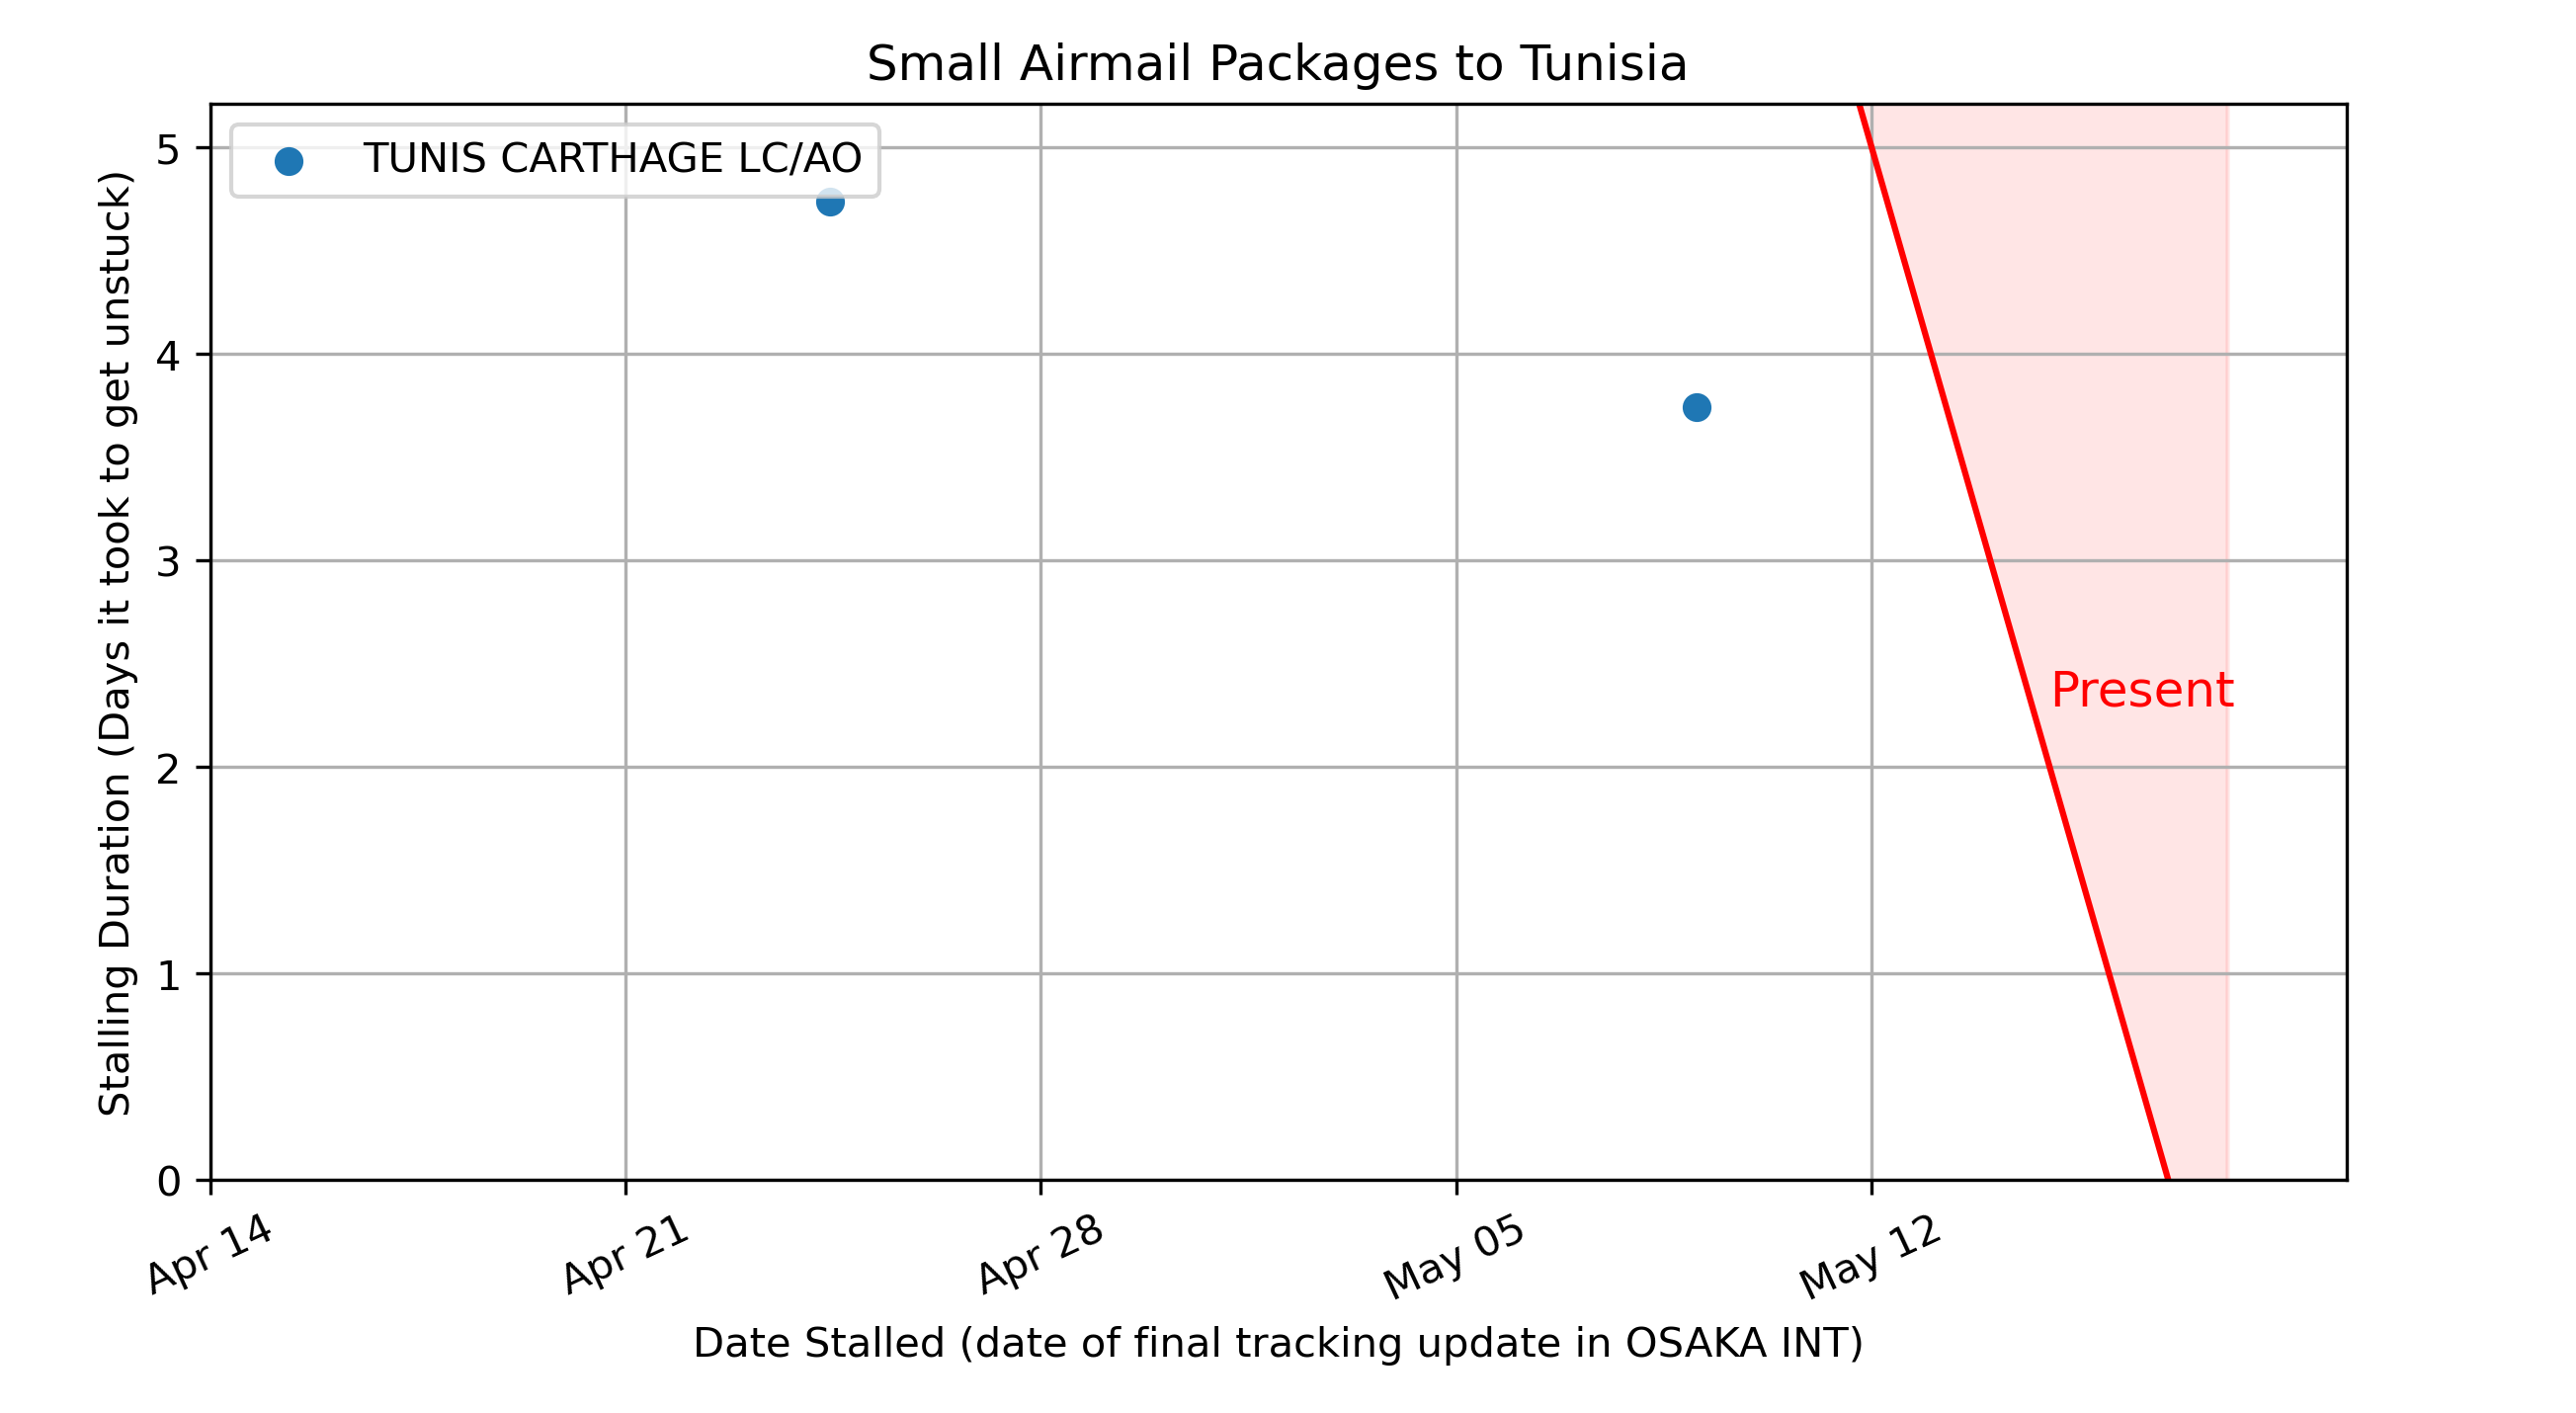 Small Airmail Packages to Tunisia
TUNIS CARTHAGE LC/AO
Stalling Duration (Days it took to get unstuck)
5
4
3
2
1
0
Present
Apr 14
Apr 21
Apr 28
May 05
May 12
Date Stalled (date of final tracking update in OSAKA INT)